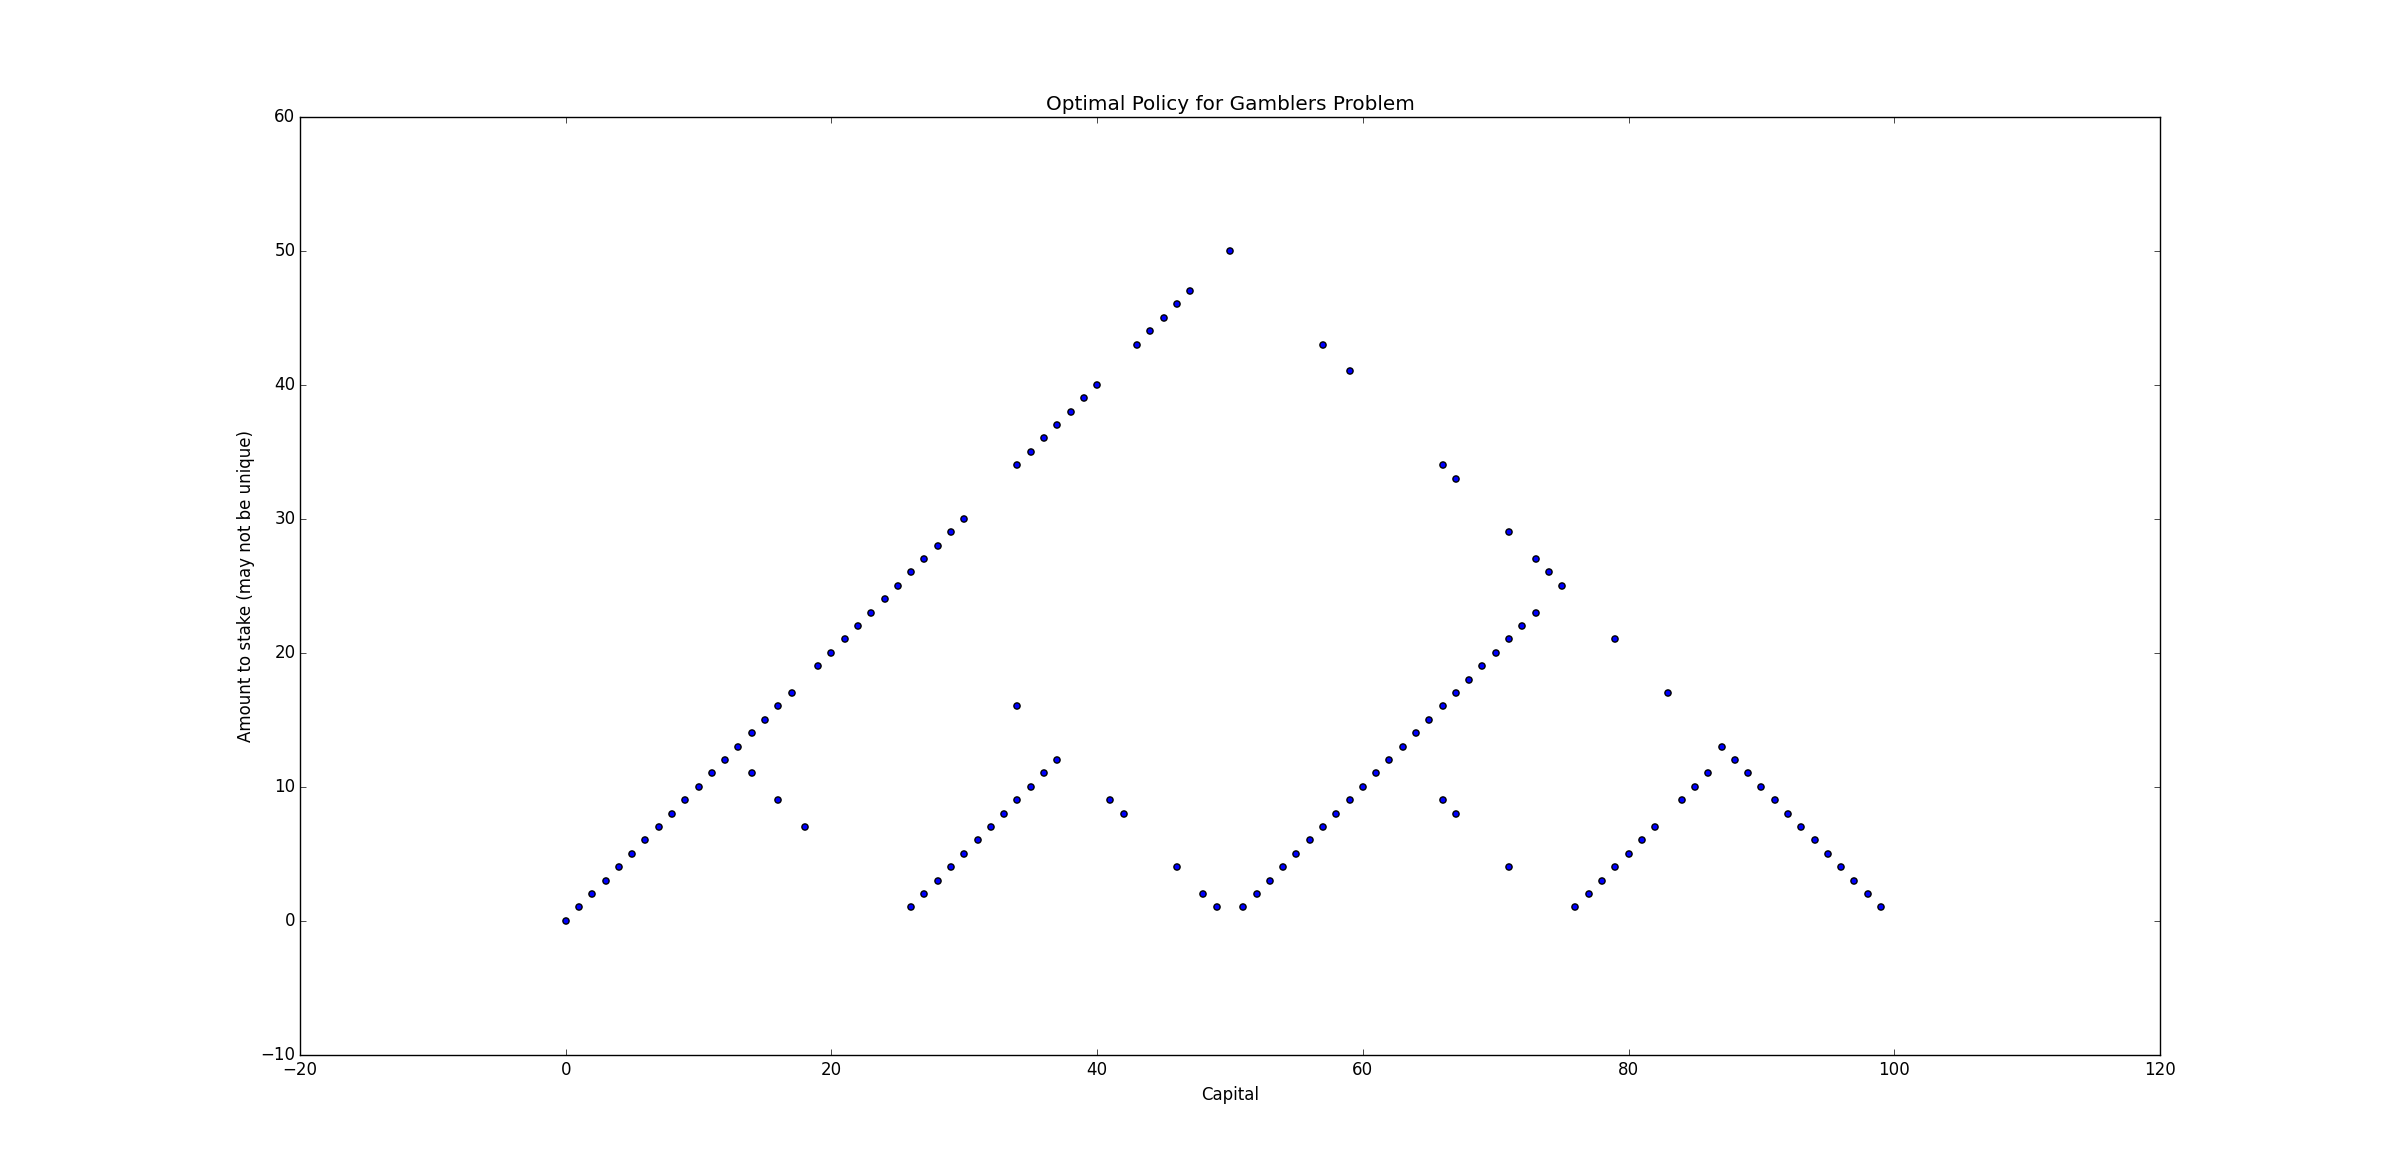 Optimal Policy for Gamblers Problem
60
50
40
30
20
10
0
−10
Amount to stake (may not be unique)
−20 0 20 40 60 80 100 120
Capital